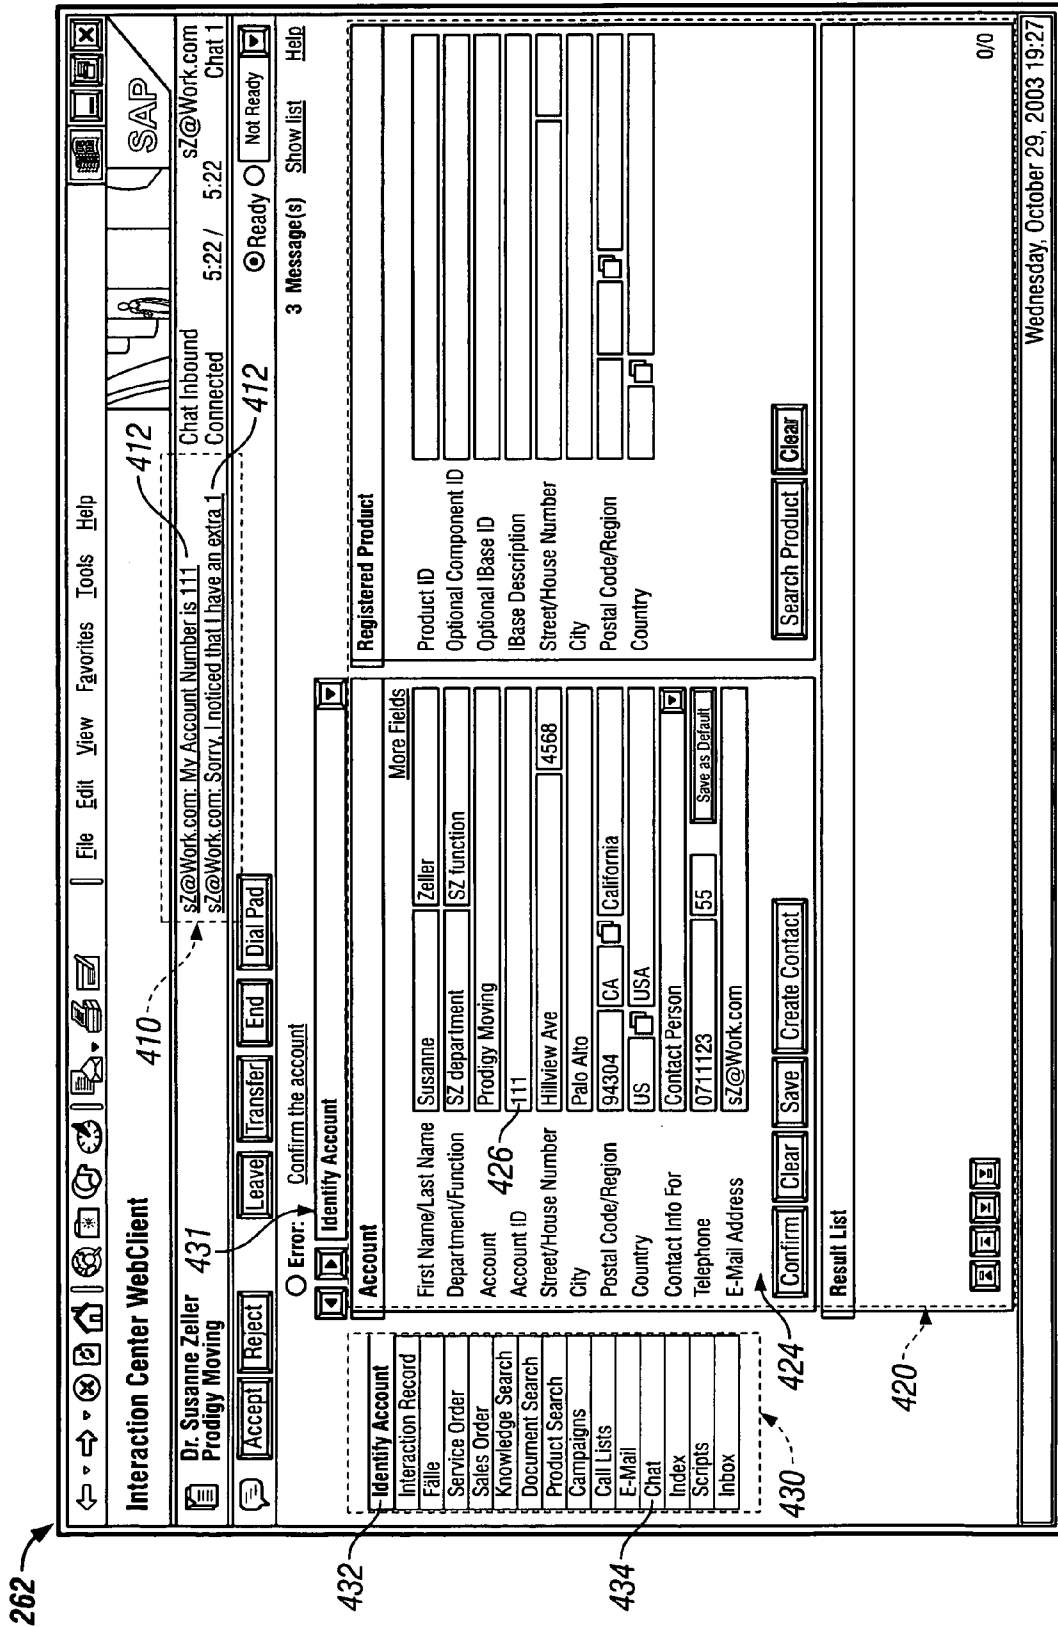 262
File Edit View Favorites Tools Help
Interaction Center WebClient
SAP
410
412
Dr. Susanne Zeller
Prodigy Moving
431
sZ@Work.com: My Account Number is 111
sZ@Work.com: Sorry, I noticed that I have an extra 1
412
Chat Inbound
Connected
5:22 / 5:22
sZ@Work.com
Chat 1
Accept Reject Leave Transfer End Dial Pad
Ready Not Ready
Error: Confirm the account
3 Message(s) Show list Help
Identify Account
432
Identify Account
Interaction Record
Fälle
Service Order
Sales Order
Knowledge Search
Document Search
Product Search
Campaigns
Call Lists
E-Mail
Chat
Index
Scripts
Inbox
434
430
Account
More Fields
First Name/Last Name Susanne Zeller
Department/Function SZ department SZ function
Account Prodigy Moving
Account ID 111
426
Street/House Number Hillview Ave 4568
City Palo Alto
Postal Code/Region 94304 CA California
Country US USA
Contact Info For Contact Person
Telephone 0711123 55 Save as Default
E-Mail Address sZ@Work.com
424
Confirm Clear Save Create Contact
Registered Product
Product ID
Optional Component ID
Optional IBase ID
IBase Description
Street/House Number
City
Postal Code/Region
Country
Search Product Clear
Result List
420
0/0
Wednesday, October 29, 2003 19:27